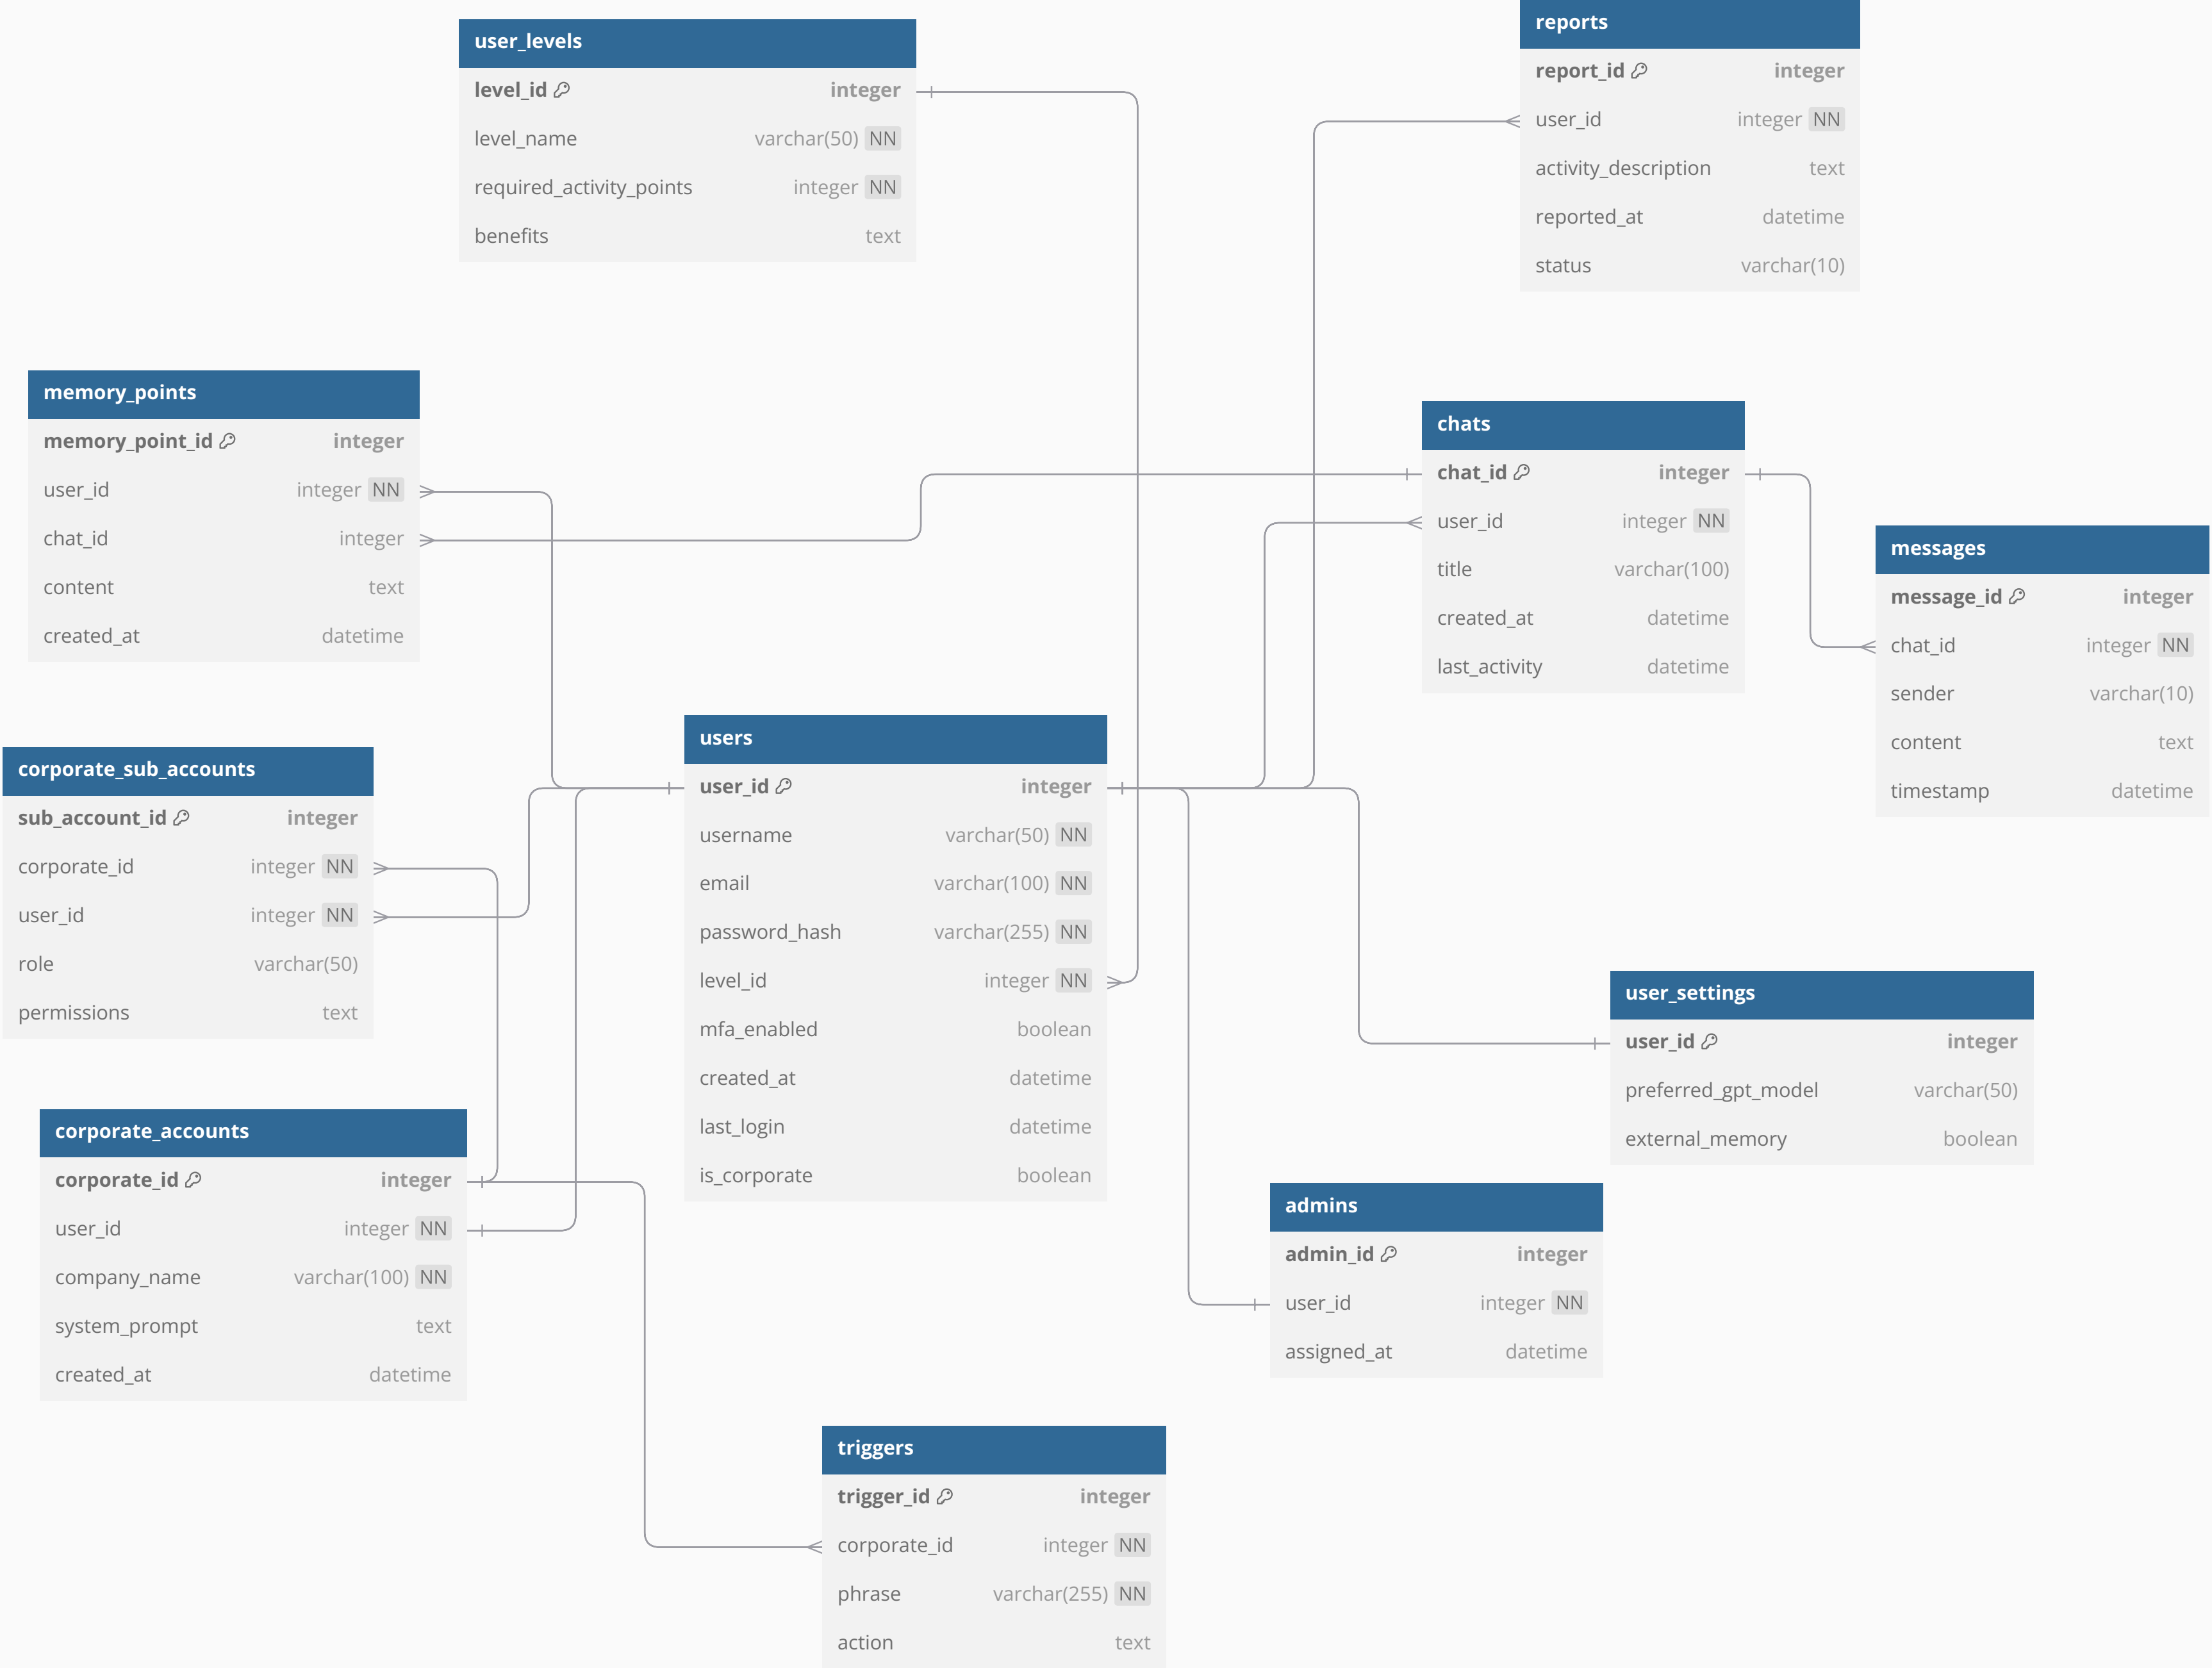 user_levels
level_id integer
level_name varchar(50) NN
required_activity_points integer NN
benefits text
reports
report_id integer
user_id integer NN
activity_description text
reported_at datetime
status varchar(10)
memory_points
memory_point_id integer
user_id integer NN
chat_id integer
content text
created_at datetime
chats
chat_id integer
user_id integer NN
title varchar(100)
created_at datetime
last_activity datetime
messages
message_id integer
chat_id integer NN
sender varchar(10)
content text
timestamp datetime
corporate_sub_accounts
sub_account_id integer
corporate_id integer NN
user_id integer NN
role varchar(50)
permissions text
users
user_id integer
username varchar(50) NN
email varchar(100) NN
password_hash varchar(255) NN
level_id integer NN
mfa_enabled boolean
created_at datetime
last_login datetime
is_corporate boolean
user_settings
user_id integer
preferred_gpt_model varchar(50)
external_memory boolean
corporate_accounts
corporate_id integer
user_id integer NN
company_name varchar(100) NN
system_prompt text
created_at datetime
admins
admin_id integer
user_id integer NN
assigned_at datetime
triggers
trigger_id integer
corporate_id integer NN
phrase varchar(255) NN
action text